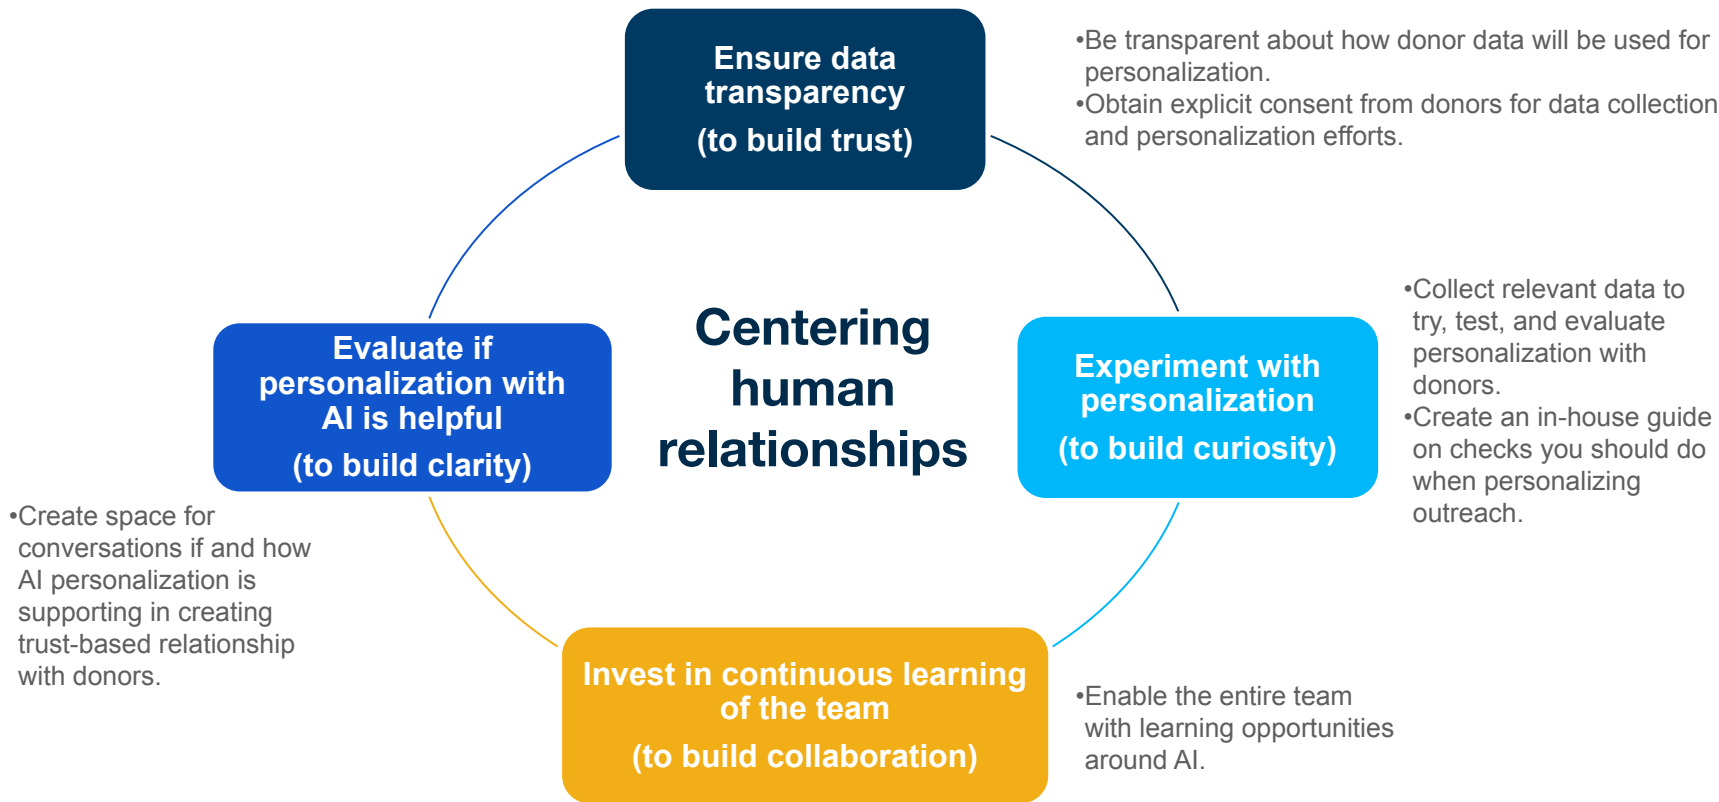 Ensure data
transparency
(to build trust)
•Be transparent about how donor data will be used for
personalization.
•Obtain explicit consent from donors for data collection
and personalization efforts.
Centering
human
relationships
Experiment with
personalization
(to build curiosity)
•Collect relevant data to
try, test, and evaluate
personalization with
donors.
•Create an in-house guide
on checks you should do
when personalizing
outreach.
Invest in continuous learning
of the team
(to build collaboration)
•Enable the entire team
with learning opportunities
around AI.
Evaluate if
personalization with
AI is helpful
(to build clarity)
•Create space for
conversations if and how
AI personalization is
supporting in creating
trust-based relationship
with donors.